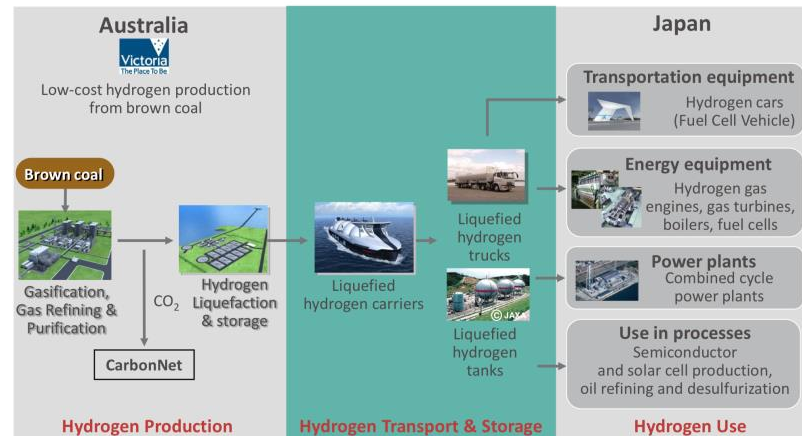 Australia
Victoria
The Place To Be
Low-cost hydrogen production
from brown coal
Brown coal
Gasification,
Gas Refining &
Purification
CO₂
CarbonNet
Hydrogen
Liquefaction
& storage
Hydrogen Production
Liquefied
hydrogen carriers
Liquefied
hydrogen
trucks
© JAXA
Liquefied
hydrogen
tanks
Hydrogen Transport & Storage
Japan
Transportation equipment
Hydrogen cars
(Fuel Cell Vehicle)
Energy equipment
Hydrogen gas
engines, gas turbines,
boilers, fuel cells
Power plants
Combined cycle
power plants
Use in processes
Semiconductor
and solar cell production,
oil refining and desulfurization
Hydrogen Use